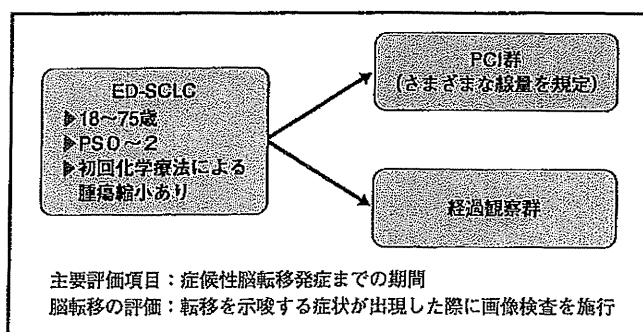 ED-SCLC
▶18～75歳
▶PS 0～2
▶初回化学療法による
腫瘍縮小あり
PCI群
(さまざまな線量を規定)
経過観察群
主要評価項目：症候性脳転移発症までの期間
脳転移の評価：転移を示唆する症状が出現した際に画像検査を施行